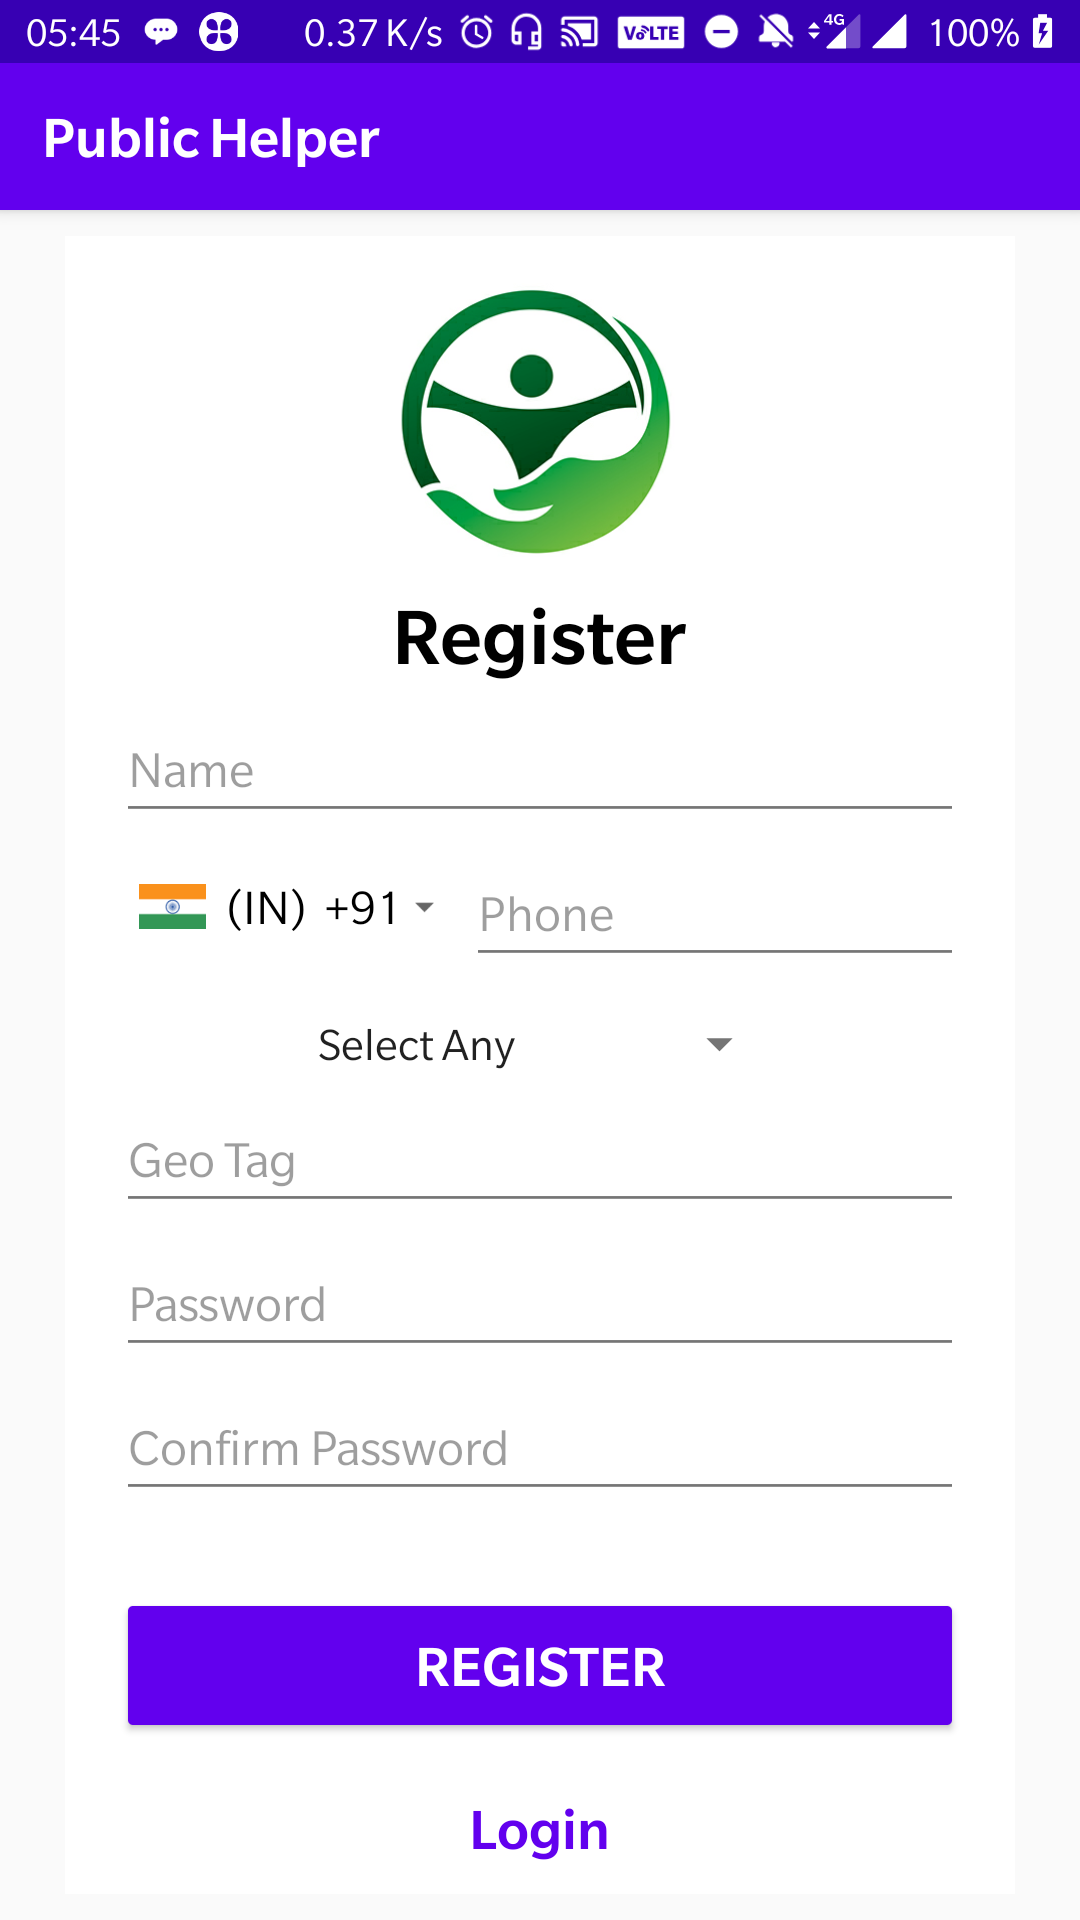 05:45 0.37 K/s VoLTE 4G 100%
Public Helper
Register
Name
(IN) +91 Phone
Select Any
Geo Tag
Password
Confirm Password
REGISTER
Login